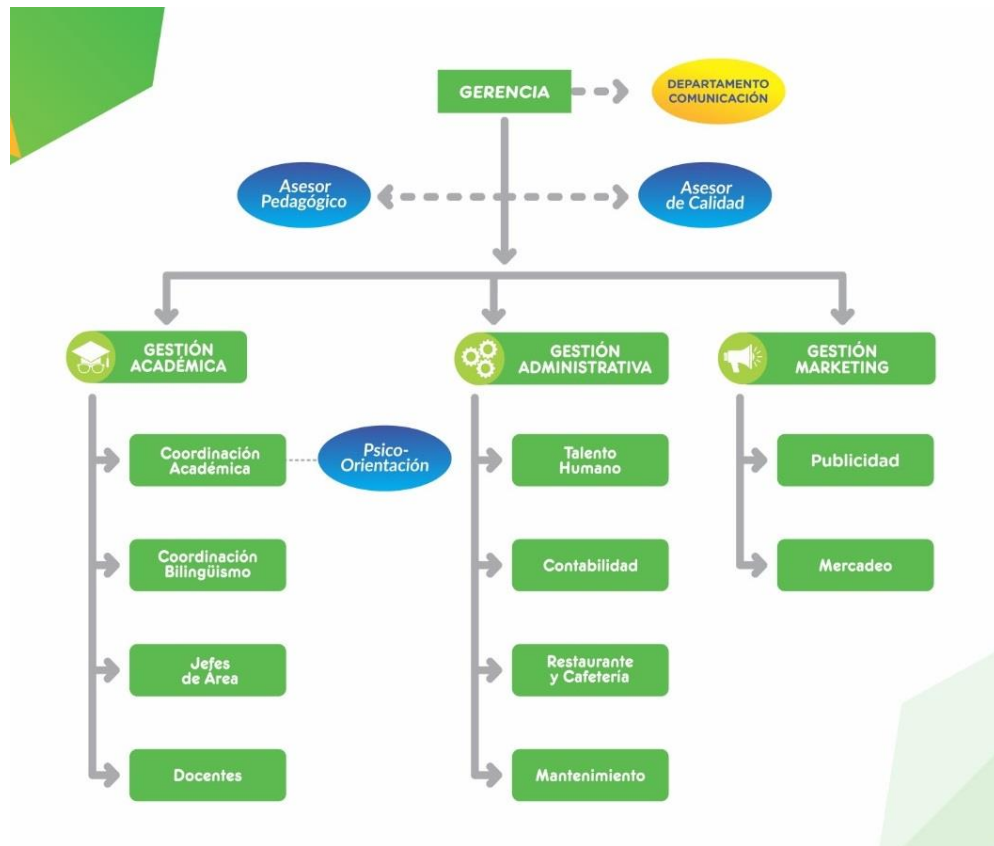 GERENCIA
DEPARTAMENTO
COMUNICACIÓN
Asesor
Pedagógico
Asesor
de Calidad
GESTIÓN
ACADÉMICA
GESTIÓN
ADMINISTRATIVA
GESTIÓN
MARKETING
Coordinación
Académica
Psico-
Orientación
Talento
Humano
Publicidad
Coordinación
Bilingüismo
Contabilidad
Mercadeo
Jefes
de Área
Restaurante
y Cafetería
Docentes
Mantenimiento